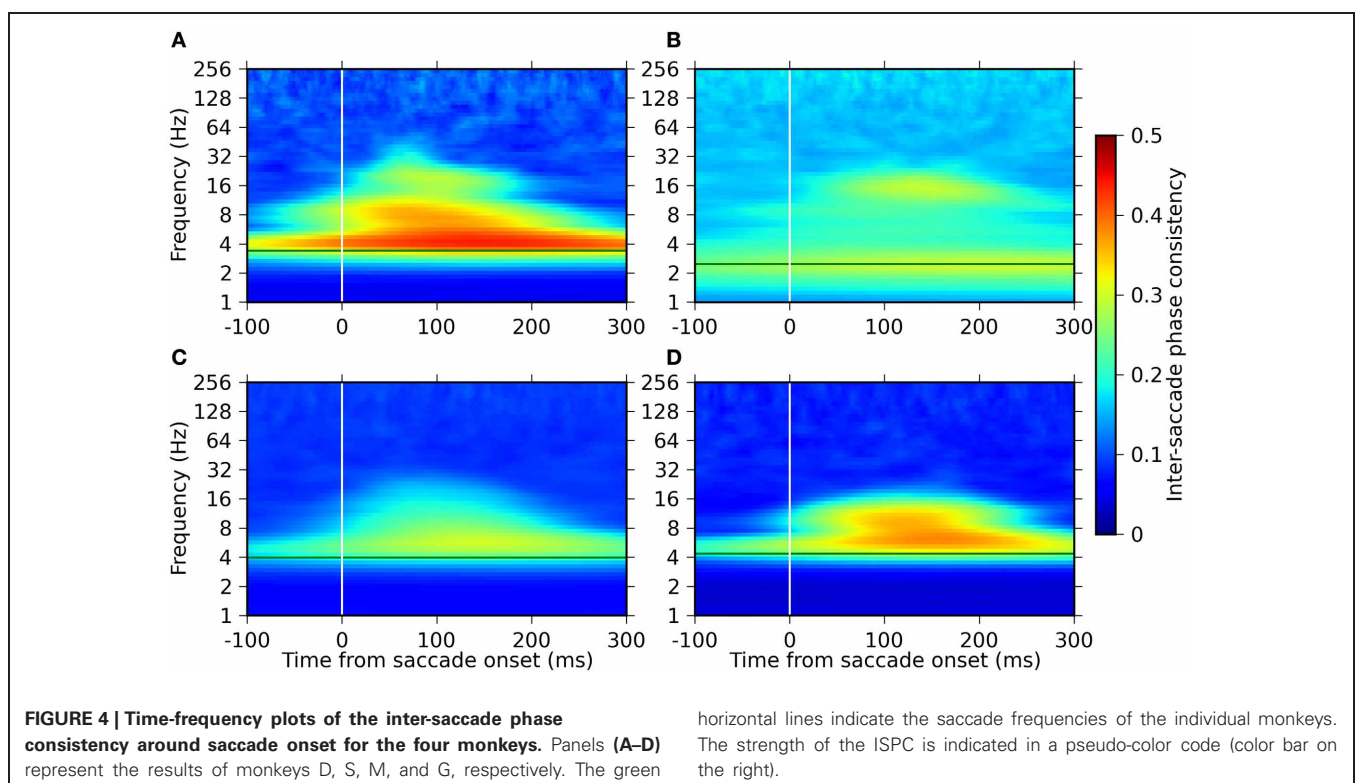 A
B
256
128
64
32
16
8
4
2
1
Frequency (Hz)
-100 0 100 200 300
256
128
64
32
16
8
4
2
1
-100 0 100 200 300
C
D
256
128
64
32
16
8
4
2
1
Frequency (Hz)
-100 0 100 200 300
Time from saccade onset (ms)
256
128
64
32
16
8
4
2
1
-100 0 100 200 300
Time from saccade onset (ms)
0.5
0.4
0.3
0.2
0.1
0
Inter-saccade phase consistency
FIGURE 4 | Time-frequency plots of the inter-saccade phase
consistency around saccade onset for the four monkeys. Panels (A–D)
represent the results of monkeys D, S, M, and G, respectively. The green
horizontal lines indicate the saccade frequencies of the individual monkeys.
The strength of the ISPC is indicated in a pseudo-color code (color bar on
the right).